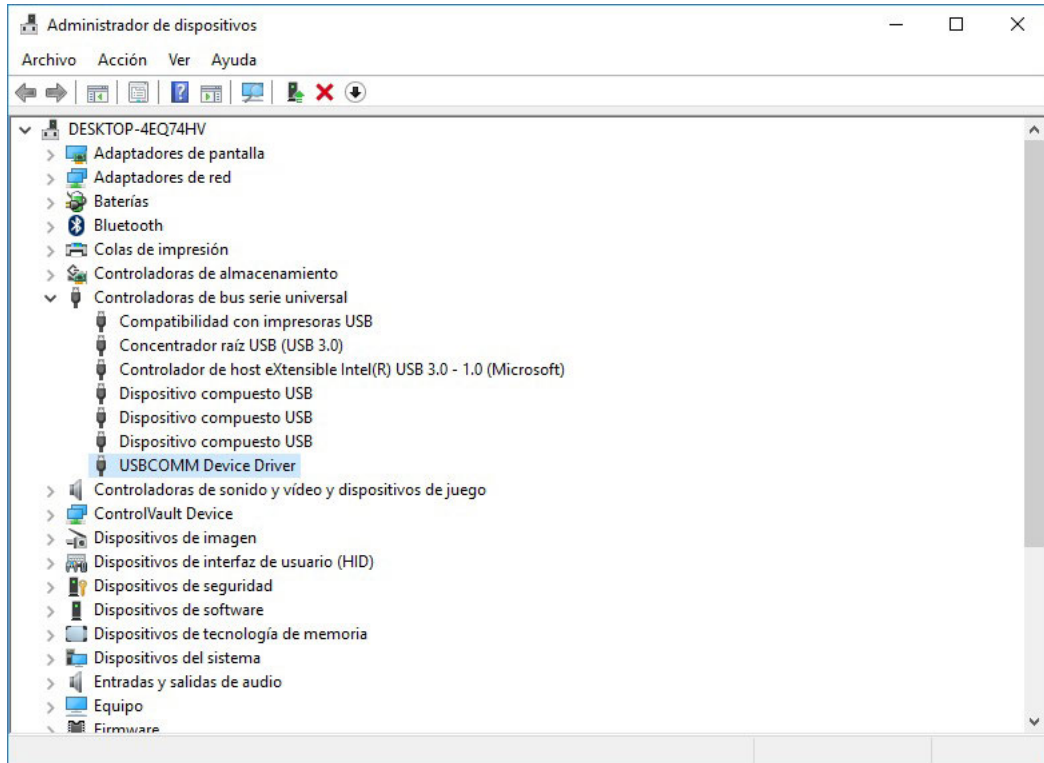 Administrador de dispositivos
Archivo Acción Ver Ayuda
DESKTOP-4EQ74HV
Adaptadores de pantalla
Adaptadores de red
Baterías
Bluetooth
Colas de impresión
Controladoras de almacenamiento
Controladoras de bus serie universal
Compatibilidad con impresoras USB
Concentrador raíz USB (USB 3.0)
Controlador de host eXtensible Intel(R) USB 3.0 - 1.0 (Microsoft)
Dispositivo compuesto USB
Dispositivo compuesto USB
Dispositivo compuesto USB
USBCOMM Device Driver
Controladoras de sonido y vídeo y dispositivos de juego
ControlVault Device
Dispositivos de imagen
Dispositivos de interfaz de usuario (HID)
Dispositivos de seguridad
Dispositivos de software
Dispositivos de tecnología de memoria
Dispositivos del sistema
Entradas y salidas de audio
Equipo
Firmware